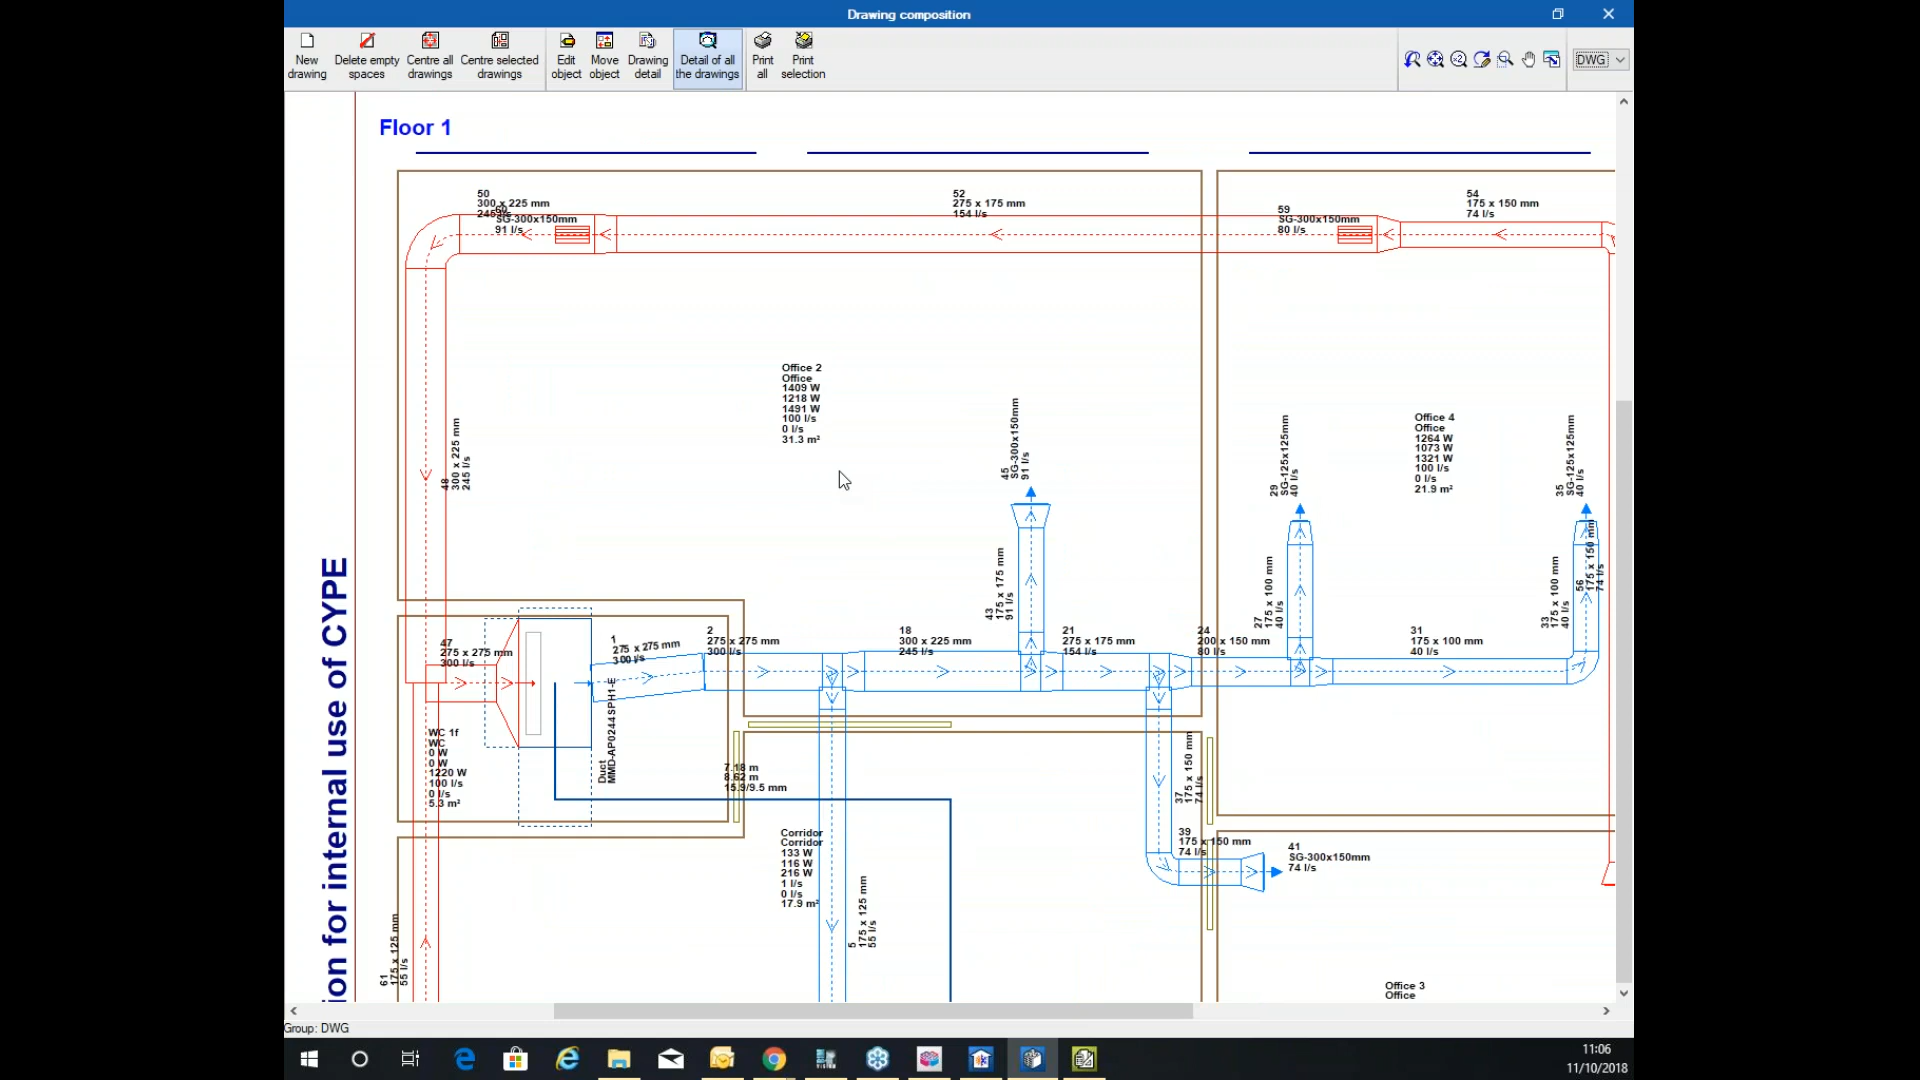 Drawing composition
New drawing
Delete empty spaces
Centre all drawings
Centre selected drawings
Edit object
Move object
Drawing detail
Detail of all the drawings
Print all
Print selection
DWG
Floor 1
ion for internal use of CYPE
50
300 x 225 mm
245 l/s
60
SG-300x150mm
91 l/s
52
275 x 175 mm
154 l/s
59
SG-300x150mm
80 l/s
54
175 x 150 mm
74 l/s
Office 2
Office
1409 W
1218 W
1491 W
100 l/s
0 l/s
31.3 m²
Office 4
Office
1264 W
1073 W
1321 W
100 l/s
0 l/s
21.9 m²
48
300 x 225 mm
245 l/s
45
SG-300x150mm
91 l/s
29
SG-125x125mm
40 l/s
35
SG-125x125mm
40 l/s
43
175 x 175 mm
91 l/s
27
175 x 100 mm
40 l/s
33
175 x 100 mm
40 l/s
56
175 x 150 mm
74 l/s
47
275 x 275 mm
300 l/s
1
275 x 275 mm
300 l/s
2
275 x 275 mm
300 l/s
18
300 x 225 mm
245 l/s
21
275 x 175 mm
154 l/s
24
200 x 150 mm
80 l/s
31
175 x 100 mm
40 l/s
Duct
MMD-AP0244SPH1-E
WC 1f
WC
0 W
0 W
1220 W
100 l/s
0 l/s
5.3 m²
7.18 m
8.62 m
15.9/9.5 mm
37
175 x 150 mm
74 l/s
39
175 x 150 mm
74 l/s
41
SG-300x150mm
74 l/s
Corridor
Corridor
133 W
116 W
216 W
1 l/s
0 l/s
17.9 m²
5
175 x 125 mm
55 l/s
61
175 x 125 mm
55 l/s
Office 3
Office
Group: DWG
11:06
11/10/2018